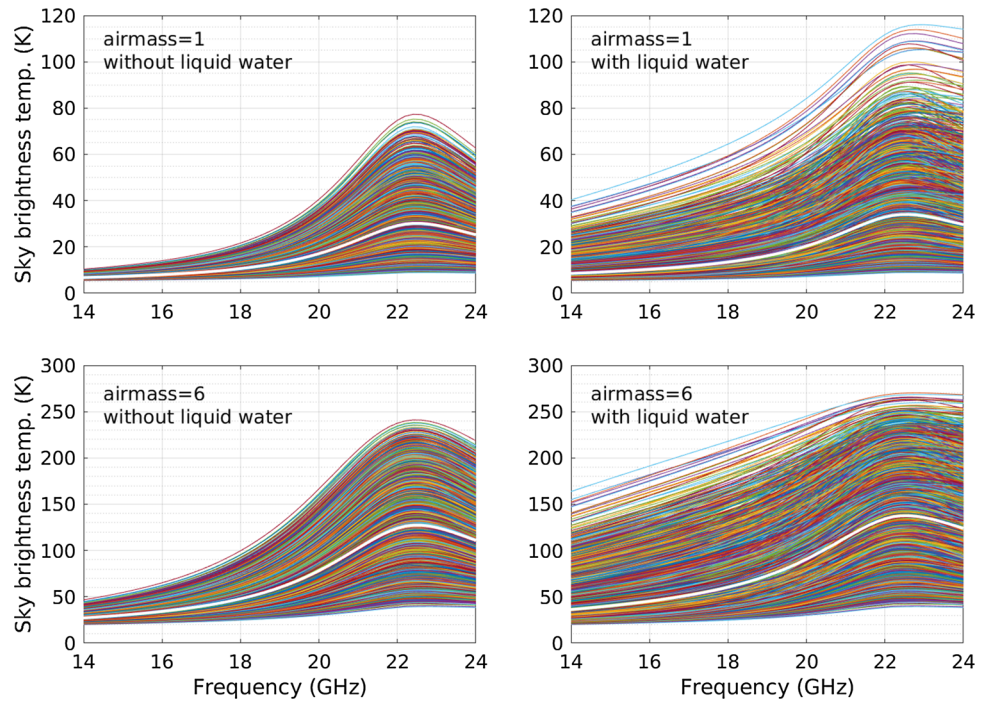 120
100
80
60
40
20
0
Sky brightness temp. (K)
airmass=1
without liquid water
14 16 18 20 22 24
120
100
80
60
40
20
0
airmass=1
with liquid water
14 16 18 20 22 24
300
250
200
150
100
50
0
Sky brightness temp. (K)
airmass=6
without liquid water
14 16 18 20 22 24
Frequency (GHz)
300
250
200
150
100
50
0
airmass=6
with liquid water
14 16 18 20 22 24
Frequency (GHz)